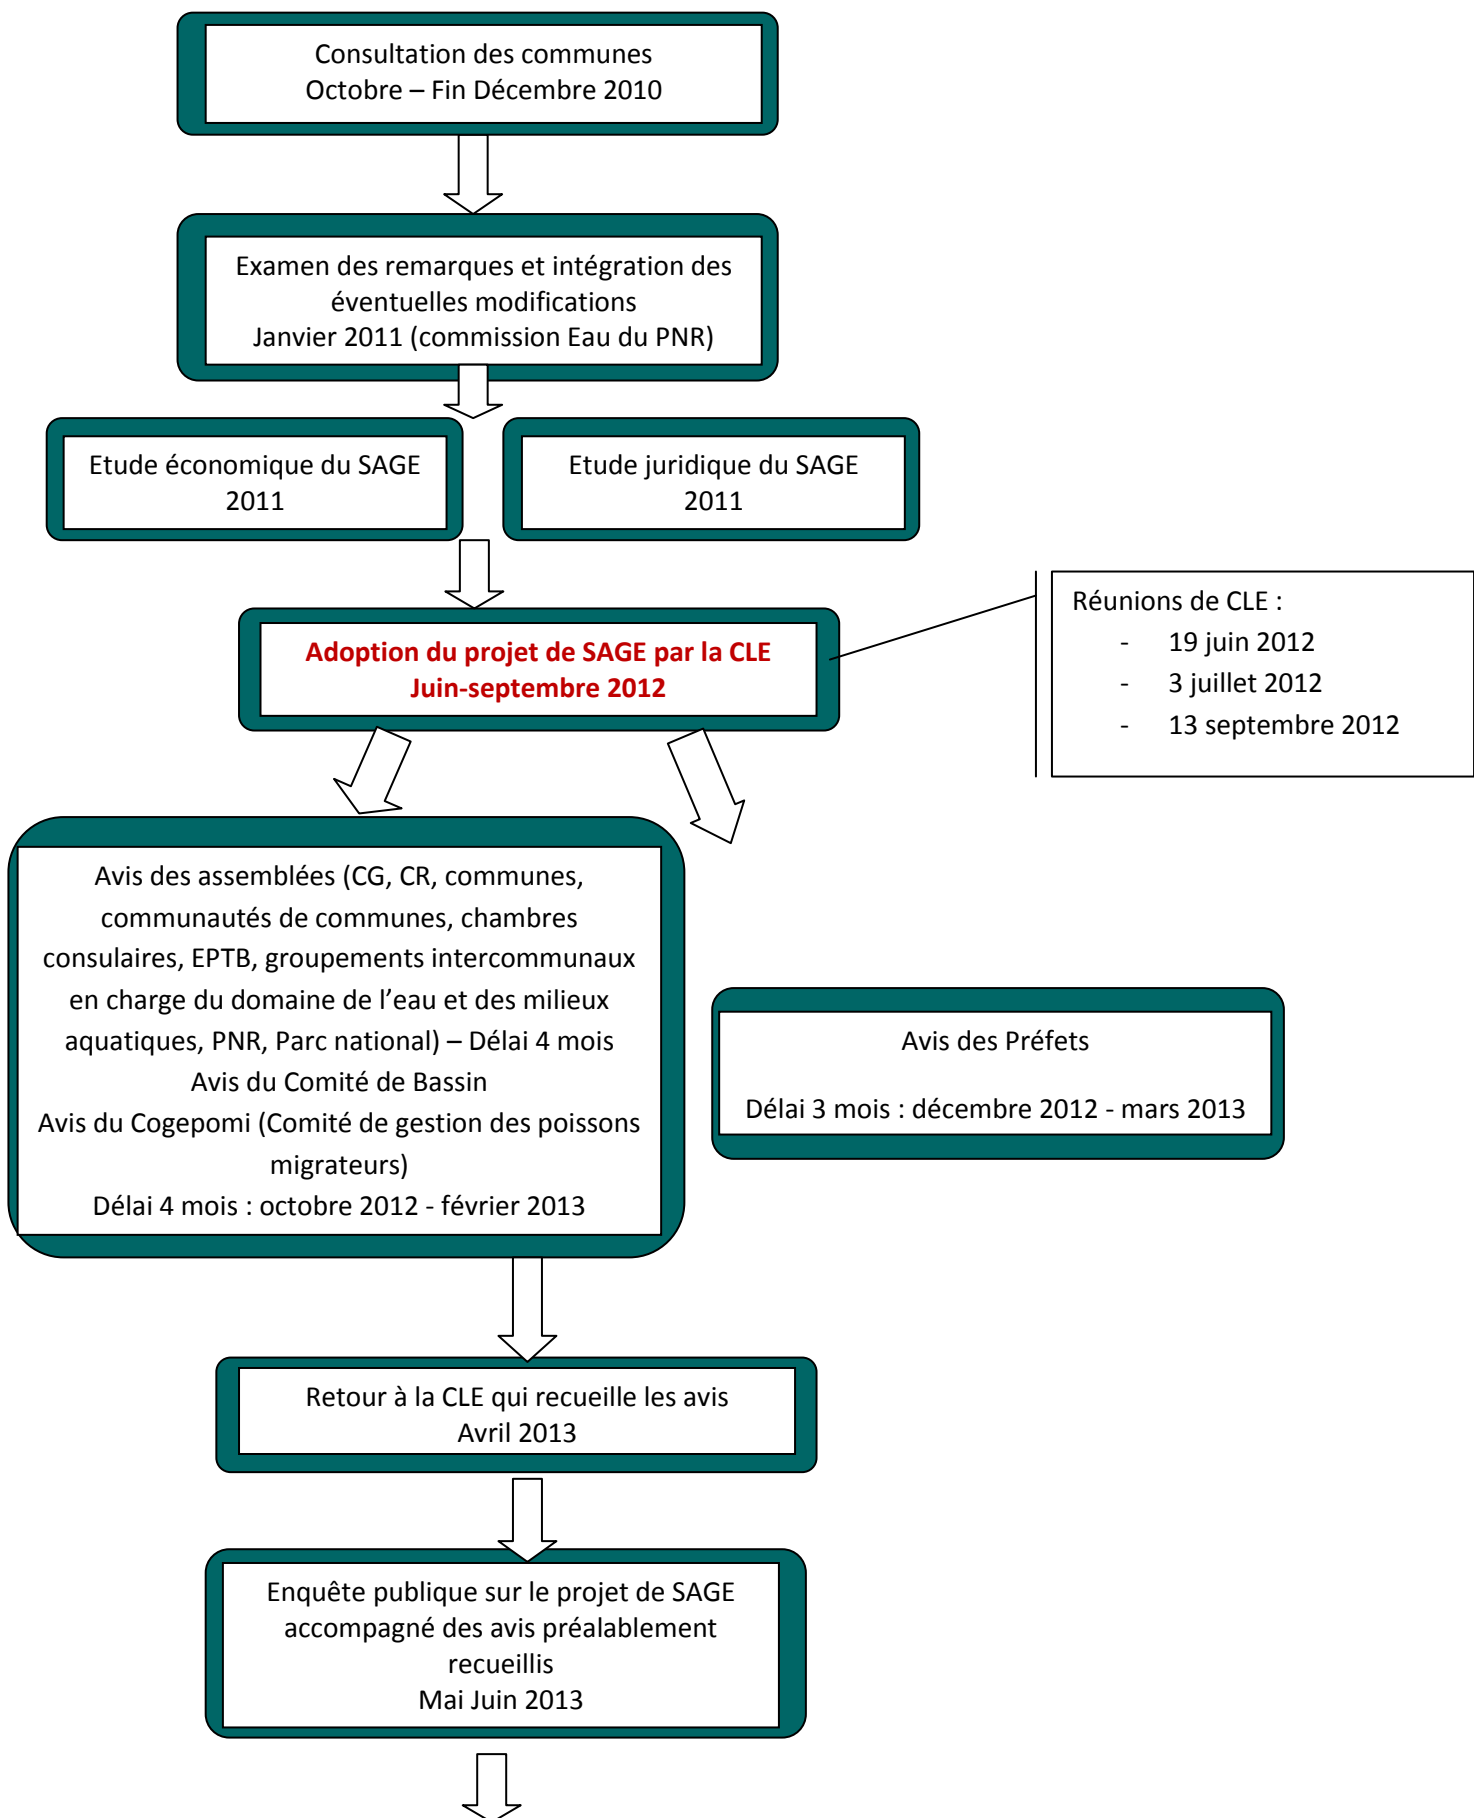 Consultation des communes
Octobre – Fin Décembre 2010
Examen des remarques et intégration des
éventuelles modifications
Janvier 2011 (commission Eau du PNR)
Etude économique du SAGE
2011
Etude juridique du SAGE
2011
Adoption du projet de SAGE par la CLE
Juin-septembre 2012
Réunions de CLE :
- 19 juin 2012
- 3 juillet 2012
- 13 septembre 2012
Avis des assemblées (CG, CR, communes,
communautés de communes, chambres
consulaires, EPTB, groupements intercommunaux
en charge du domaine de l’eau et des milieux
aquatiques, PNR, Parc national) – Délai 4 mois
Avis du Comité de Bassin
Avis du Cogepomi (Comité de gestion des poissons
migrateurs)
Délai 4 mois : octobre 2012 - février 2013
Avis des Préfets
Délai 3 mois : décembre 2012 - mars 2013
Retour à la CLE qui recueille les avis
Avril 2013
Enquête publique sur le projet de SAGE
accompagné des avis préalablement
recueillis
Mai Juin 2013